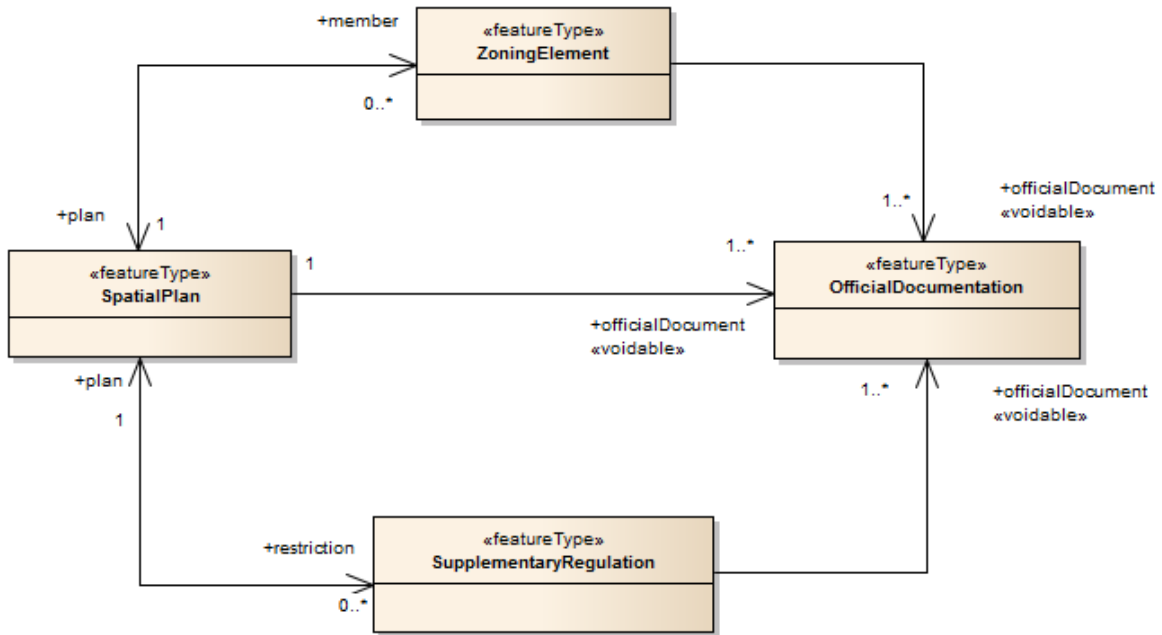 +member
«featureType»
ZoningElement
0..*
+officialDocument
«voidable»
1..*
+plan
1
«featureType»
SpatialPlan
1
1..*
+officialDocument
«voidable»
«featureType»
OfficialDocumentation
+plan
1
1..*
+officialDocument
«voidable»
+restriction
0..*
«featureType»
SupplementaryRegulation